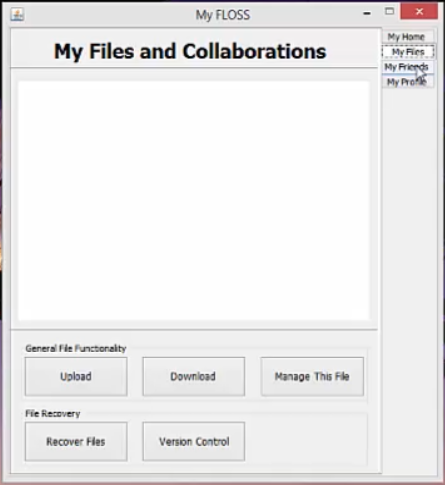 My FLOSS
My Files and Collaborations
My Home
My Files
My Friends
My Profile
General File Functionality
Upload
Download
Manage This File
File Recovery
Recover Files
Version Control